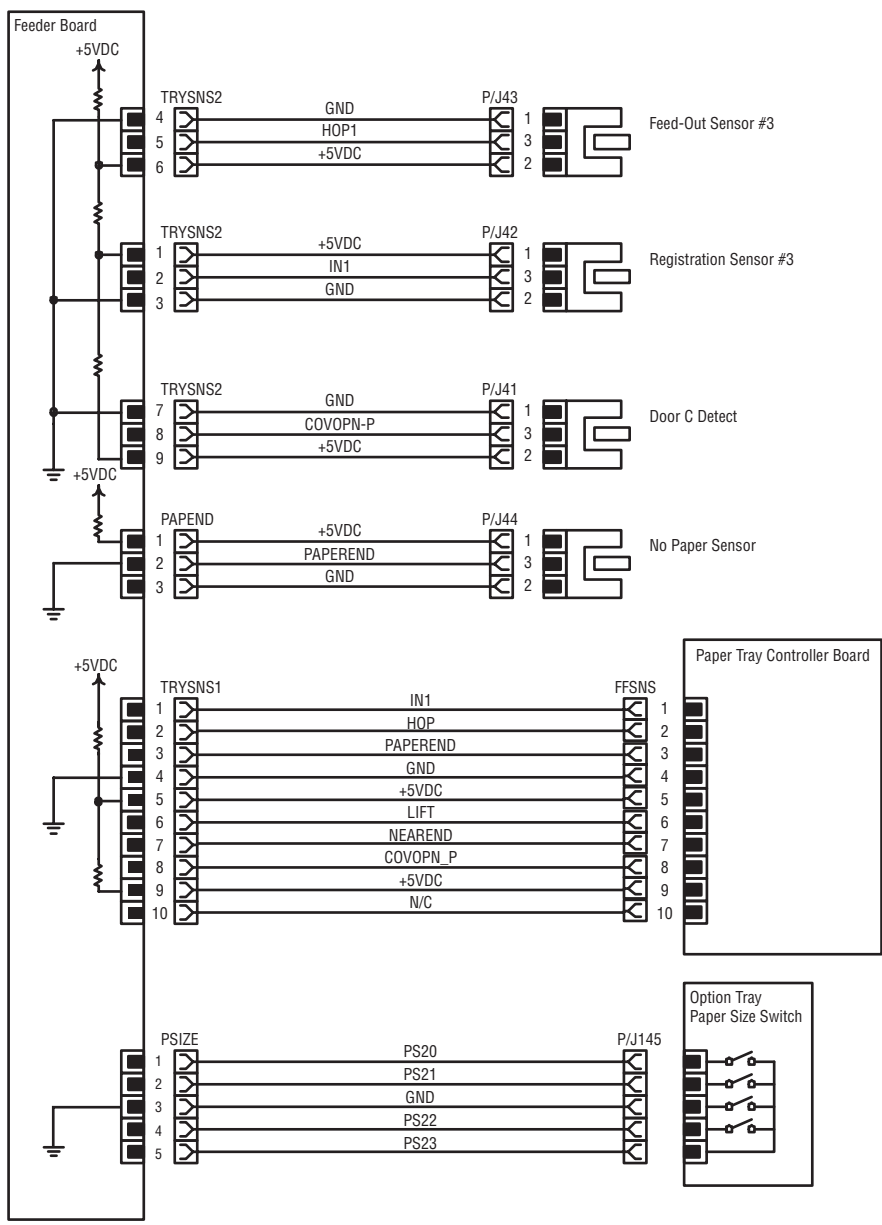 Feeder Board
+5VDC
TRYSNS2
P/J43
4
GND
1
Feed-Out Sensor #3
5
HOP1
3
6
+5VDC
2
TRYSNS2
P/J42
1
+5VDC
1
Registration Sensor #3
2
IN1
3
3
GND
2
TRYSNS2
P/J41
7
GND
1
Door C Detect
8
COVOPN-P
3
9
+5VDC
2
+5VDC
PAPEND
P/J44
1
+5VDC
1
No Paper Sensor
2
PAPEREND
3
3
GND
2
Paper Tray Controller Board
+5VDC
TRYSNS1
FFSNS
1
IN1
1
2
HOP
2
3
PAPEREND
3
4
GND
4
5
+5VDC
5
6
LIFT
6
7
NEAREND
7
8
COVOPN_P
8
9
+5VDC
9
10
N/C
10
Option Tray
Paper Size Switch
PSIZE
P/J145
1
PS20
2
PS21
3
GND
4
PS22
5
PS23